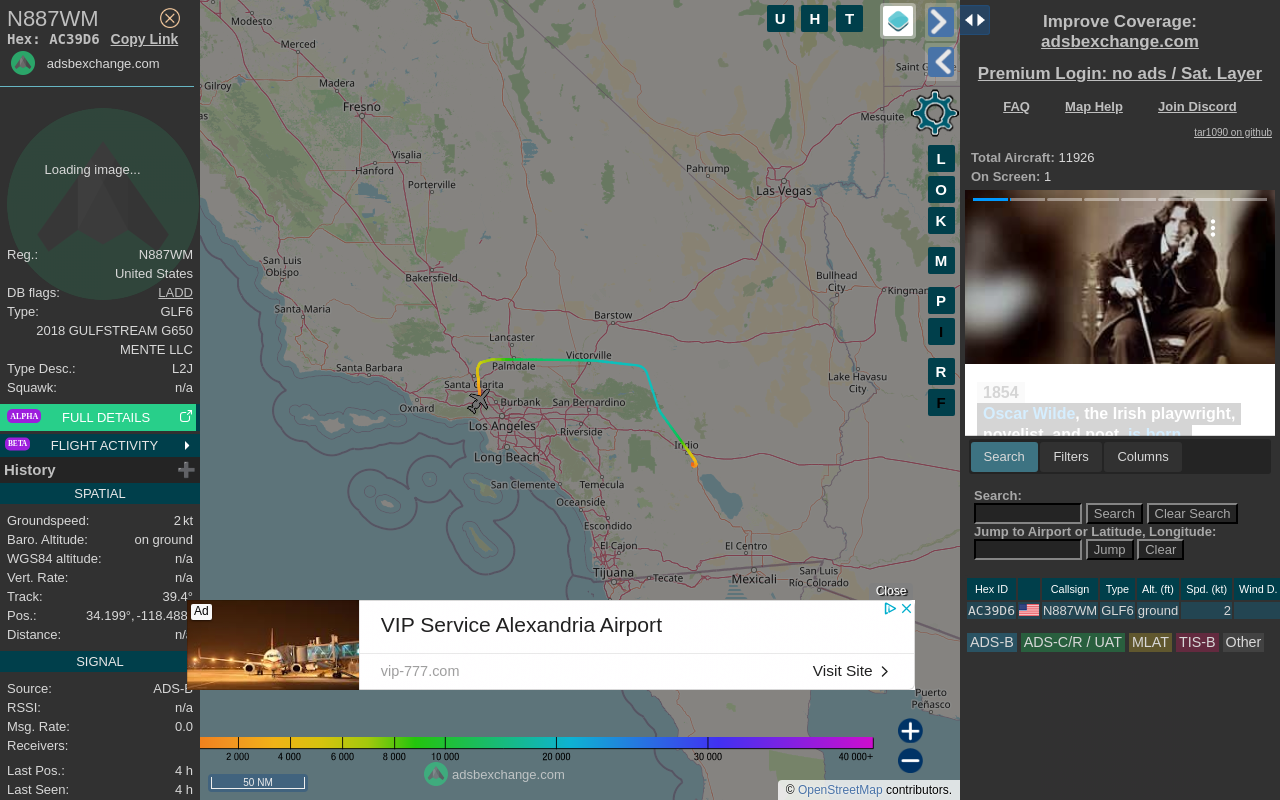 N887WM
Hex: AC39D6 Copy Link
adsbexchange.com
Loading image...
Reg.: N887WM
United States
DB flags: LADD
Type: GLF6
2018 GULFSTREAM G650
MENTE LLC
Type Desc.: L2J
Squawk: n/a
ALPHA FULL DETAILS
BETA FLIGHT ACTIVITY
History
SPATIAL
Groundspeed: 2 kt
Baro. Altitude: on ground
WGS84 altitude: n/a
Vert. Rate: n/a
Track: 39.4°
Pos.: 34.199°, -118.488
Distance: n/
SIGNAL
Source: ADS-B
RSSI: n/a
Msg. Rate: 0.0
Receivers:
Last Pos.: 4 h
Last Seen: 4 h
U H T
Modesto
Merced
Gilroy
Madera
Fresno
Visalia
Hanford
Porterville
San Luis
Obispo
Bakersfield
Santa Maria
Santa Barbara
Lancaster
Palmdale
Santa Clarita
Oxnard
Burbank
Los Angeles
Long Beach
San Bernardino
Riverside
Victorville
Barstow
Indio
San Clemente
Temecula
Oceanside
Escondido
El Cajon
Tijuana
Tecate
El Centro
Mexicali
San Luis
Río Colorado
Pahrump
Las Vegas
Mesquite
Saint
Bullhead
City
Kingman
Lake Havasu
City
Puerto
Peñasco
L
O
K
M
P
I
R
F
Close
Ad
VIP Service Alexandria Airport
vip-777.com
Visit Site
2 000 4 000 6 000 8 000 10 000 20 000 30 000 40 000+
adsbexchange.com
50 NM
© OpenStreetMap contributors.
Improve Coverage:
adsbexchange.com
Premium Login: no ads / Sat. Layer
FAQ Map Help Join Discord
tar1090 on github
Total Aircraft: 11926
On Screen: 1
1854
Oscar Wilde, the Irish playwright,
novelist, and poet, is born.
Search Filters Columns
Search:
Search Clear Search
Jump to Airport or Latitude, Longitude:
Jump Clear
Hex ID Callsign Type Alt. (ft) Spd. (kt) Wind D.
AC39D6 N887WM GLF6 ground 2
ADS-B ADS-C/R / UAT MLAT TIS-B Other